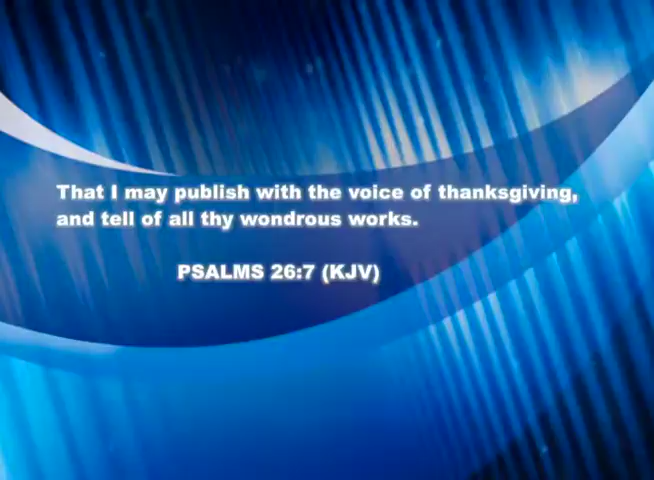 That I may publish with the voice of thanksgiving,
and tell of all thy wondrous works.
PSALMS 26:7 (KJV)